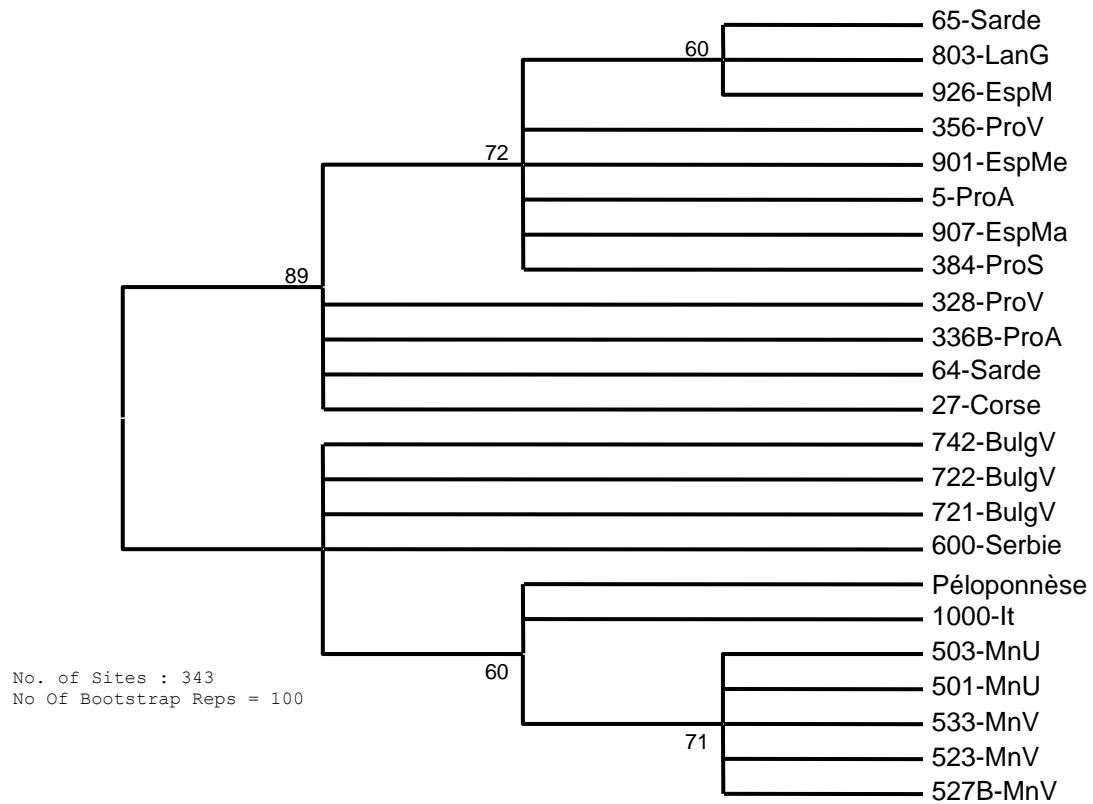 65-Sarde
60
803-LanG
926-EspM
356-ProV
72
901-EspMe
5-ProA
907-EspMa
384-ProS
89
328-ProV
336B-ProA
64-Sarde
27-Corse
742-BulgV
722-BulgV
721-BulgV
600-Serbie
Péloponnèse
1000-It
503-MnU
60
No. of Sites : 343
501-MnU
No Of Bootstrap Reps = 100
533-MnV
71
523-MnV
527B-MnV